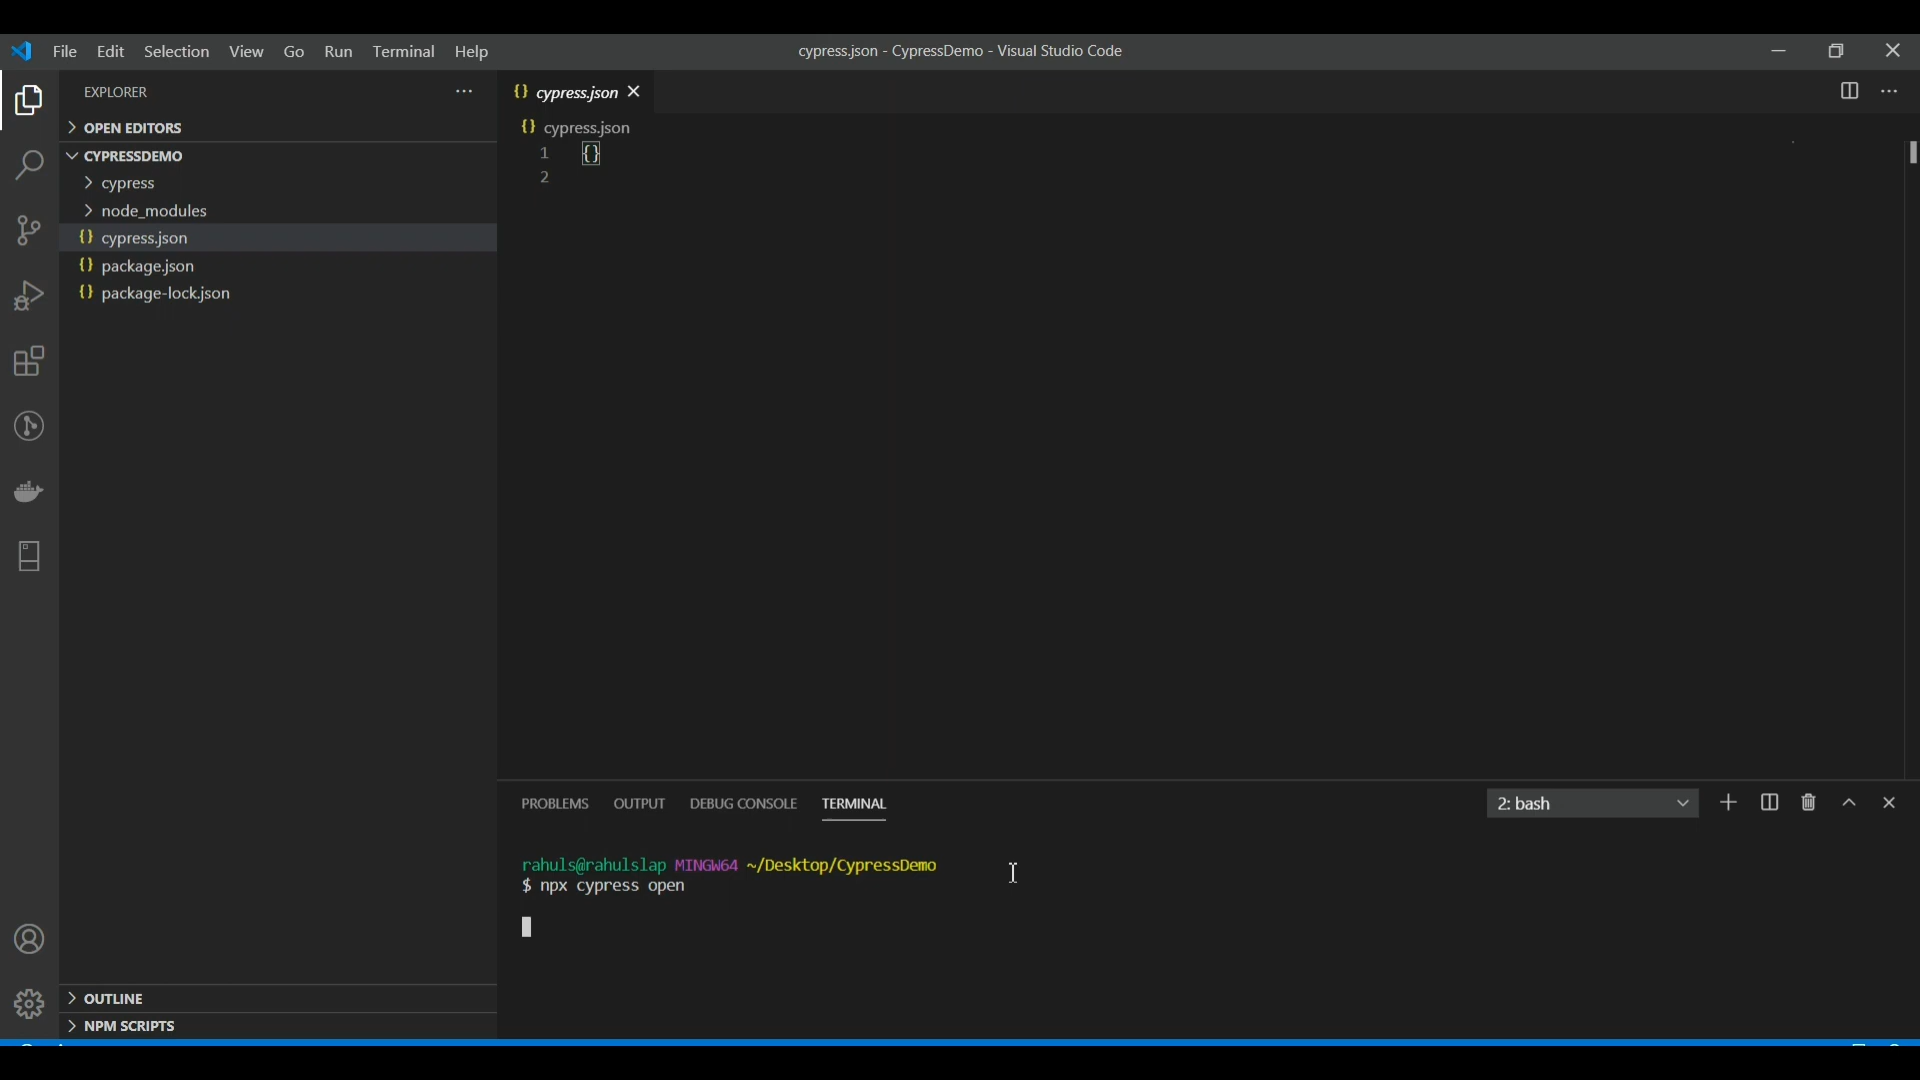 File Edit Selection View Go Run Terminal Help
cypress.json - CypressDemo - Visual Studio Code
EXPLORER
OPEN EDITORS
CYPRESSDEMO
cypress
node_modules
{} cypress.json
{} package.json
{} package-lock.json
OUTLINE
NPM SCRIPTS
{} cypress.json
{} cypress.json
1 {}
2
PROBLEMS OUTPUT DEBUG CONSOLE TERMINAL
2: bash
rahuls@rahulslap MINGW64 ~/Desktop/CypressDemo
$ npx cypress open